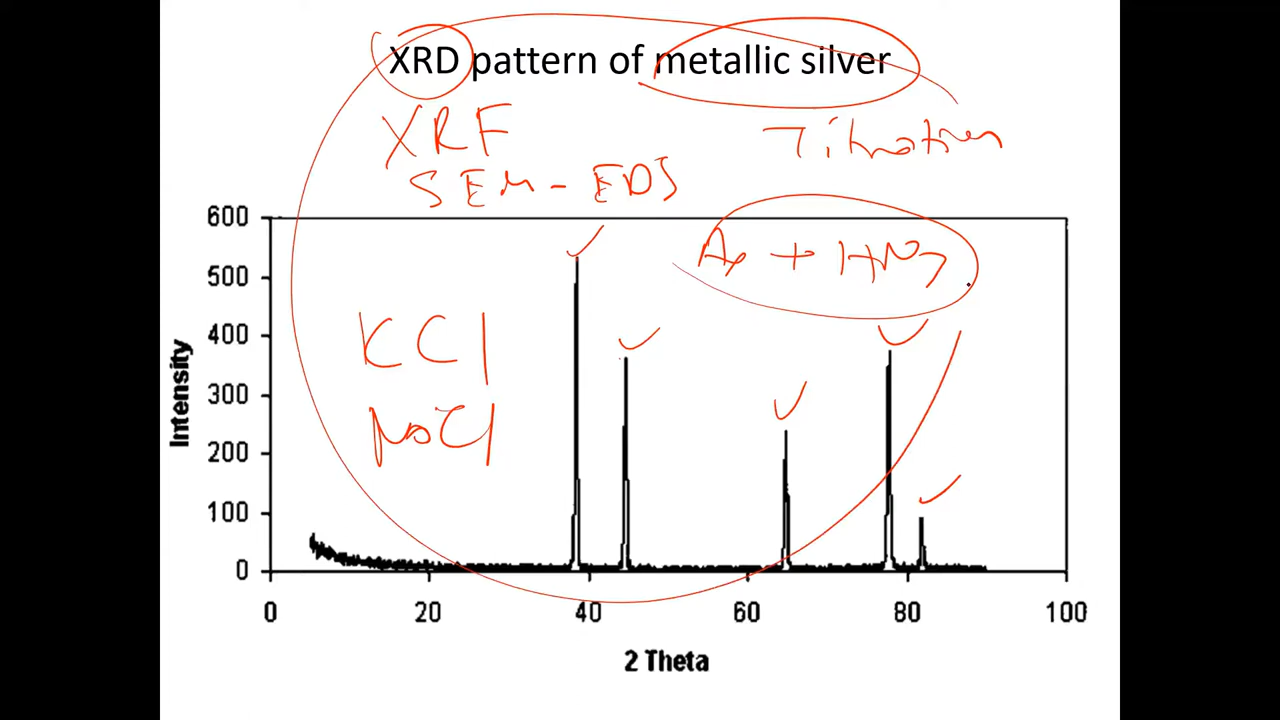 XRD pattern of metallic silver
XRF
Titration
SEM-EDS
Ag + HNO3
KCl
NaCl
600
500
400
300
200
100
0
Intensity
0 20 40 60 80 100
2 Theta